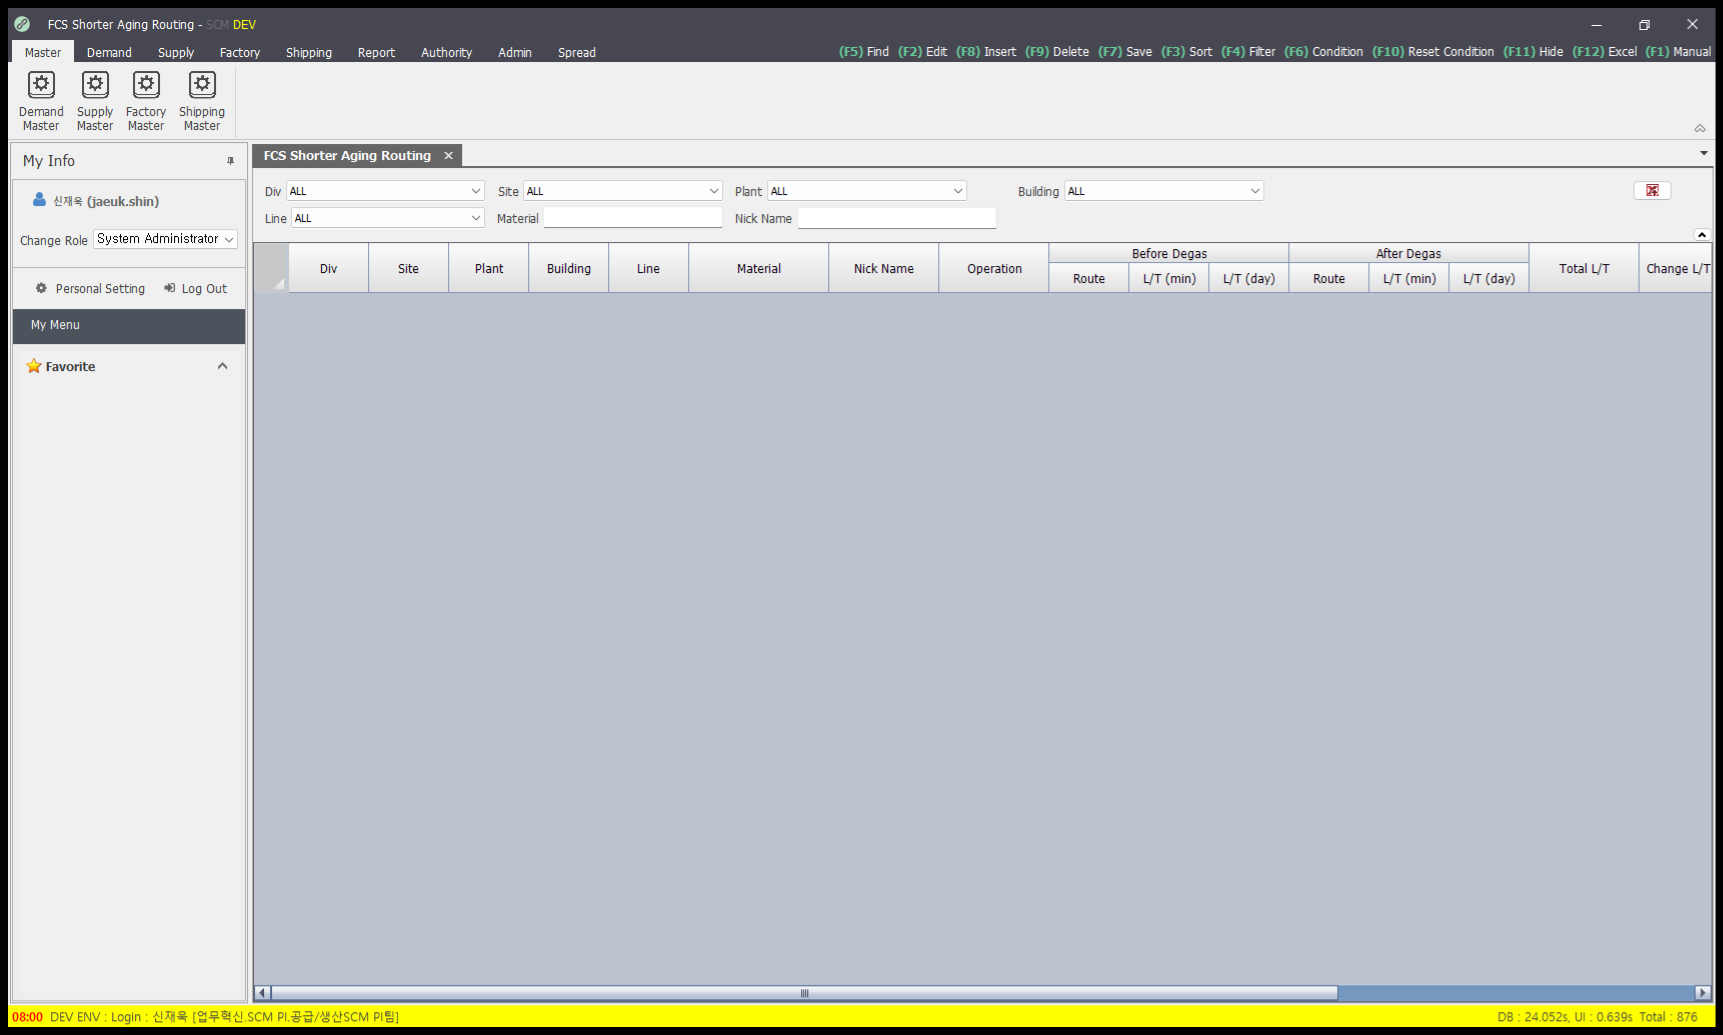 FCS Shorter Aging Routing - SCM DEV
Master Demand Supply Factory Shipping Report Authority Admin Spread (F5) Find (F2) Edit (F8) Insert (F9) Delete (F7) Save (F3) Sort (F4) Filter (F6) Condition (F10) Reset Condition (F11) Hide (F12) Excel (F1) Manual
Demand Master
Supply Master
Factory Master
Shipping Master
My Info
신재욱 (jaeuk.shin)
Change Role System Administrator
Personal Setting Log Out
My Menu
Favorite
FCS Shorter Aging Routing
Div ALL Site ALL Plant ALL Building ALL
Line ALL Material Nick Name
Div Site Plant Building Line Material Nick Name Operation Before Degas After Degas Total L/T Change L/T
Route L/T (min) L/T (day) Route L/T (min) L/T (day)
08:00 DEV ENV : Login : 신재욱 [업무혁신.SCM PI.공급/생산SCM PI팀] DB : 24.052s, UI : 0.639s Total : 876